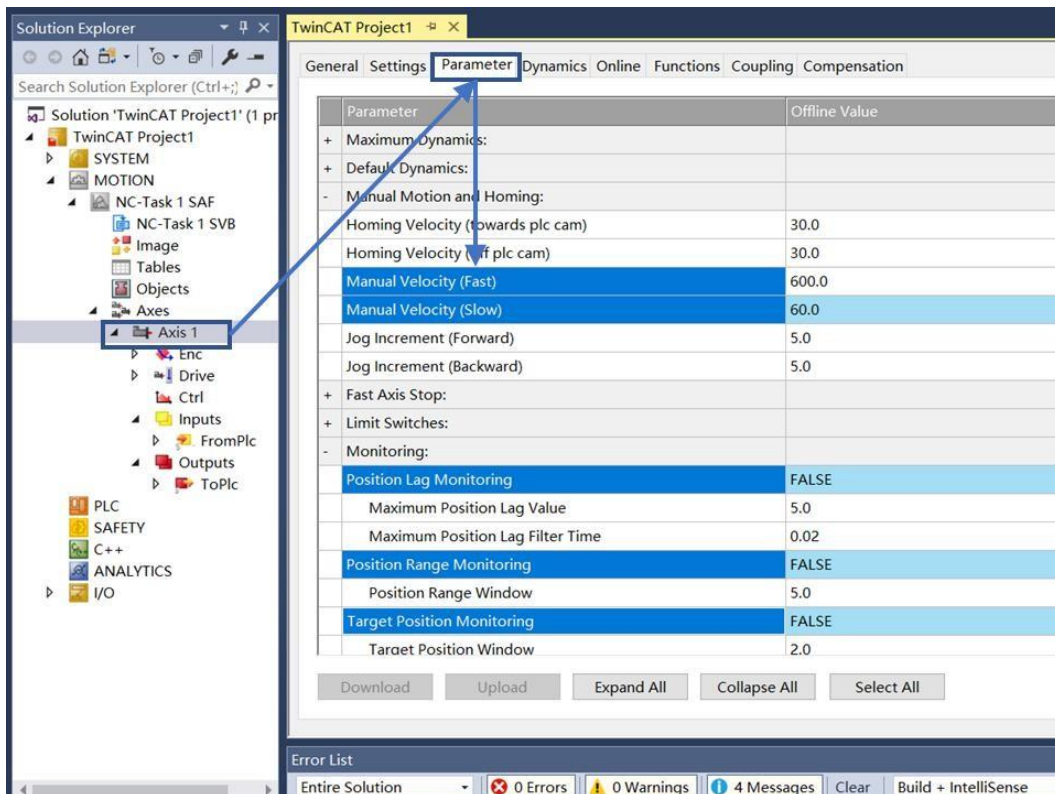 Solution Explorer
Search Solution Explorer (Ctrl+;)
Solution 'TwinCAT Project1' (1 pr
TwinCAT Project1
SYSTEM
MOTION
NC-Task 1 SAF
NC-Task 1 SVB
Image
Tables
Objects
Axes
Axis 1
Enc
Drive
Ctrl
Inputs
FromPlc
Outputs
ToPlc
PLC
SAFETY
C++
ANALYTICS
I/O
TwinCAT Project1
General Settings Parameter Dynamics Online Functions Coupling Compensation
Parameter Offline Value
+ Maximum Dynamics:
+ Default Dynamics:
- Manual Motion and Homing:
Homing Velocity (towards plc cam) 30.0
Homing Velocity plc cam) 30.0
Manual Velocity (Fast) 600.0
Manual Velocity (Slow) 60.0
Jog Increment (Forward) 5.0
Jog Increment (Backward) 5.0
+ Fast Axis Stop:
+ Limit Switches:
- Monitoring:
Position Lag Monitoring FALSE
Maximum Position Lag Value 5.0
Maximum Position Lag Filter Time 0.02
Position Range Monitoring FALSE
Position Range Window 5.0
Target Position Monitoring FALSE
Target Position Window 2.0
Download Upload Expand All Collapse All Select All
Error List
Entire Solution 0 Errors 0 Warnings 4 Messages Clear Build + IntelliSense